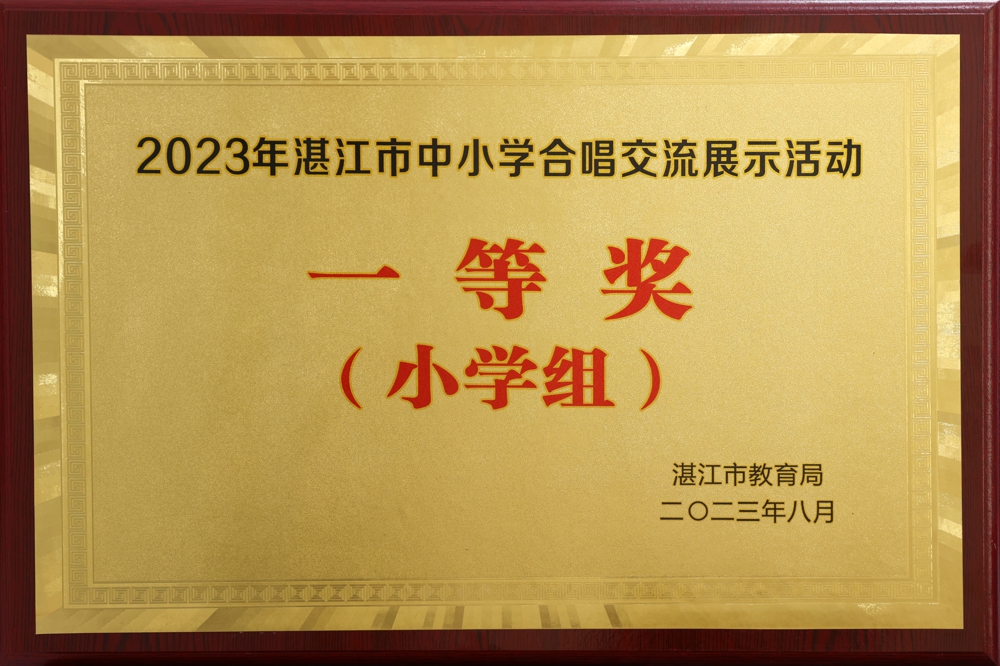 2023年湛江市中小学合唱交流展示活动
一等奖
（小学组）
湛江市教育局
二〇二三年八月